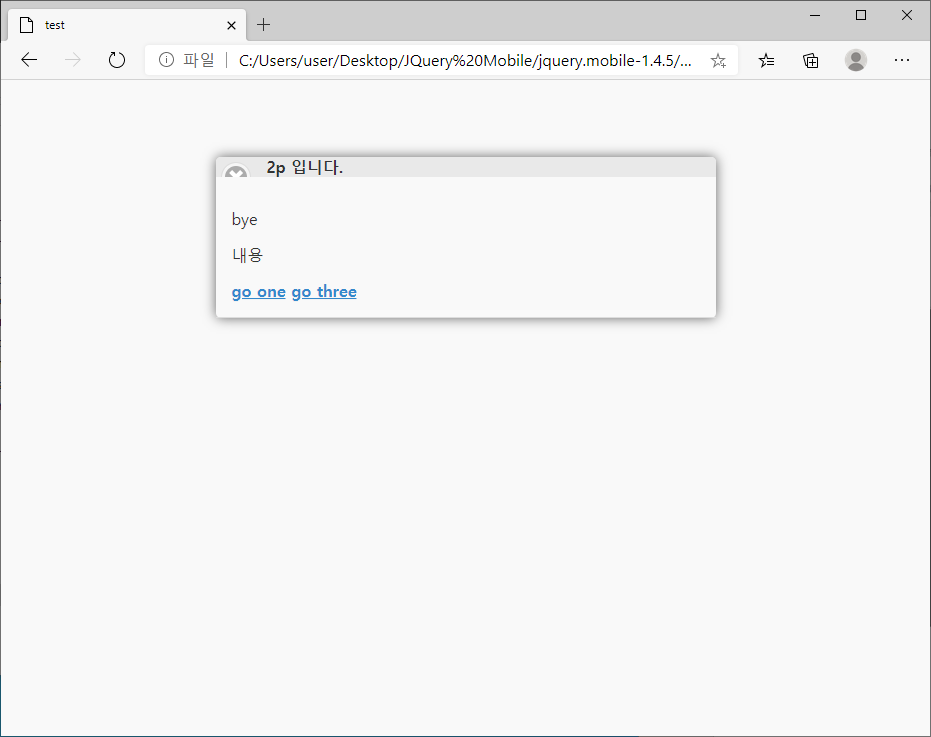 test
파일
C:/Users/user/Desktop/JQuery%20Mobile/jquery.mobile-1.4.5/...
2p 입니다.
bye
내용
go one go three